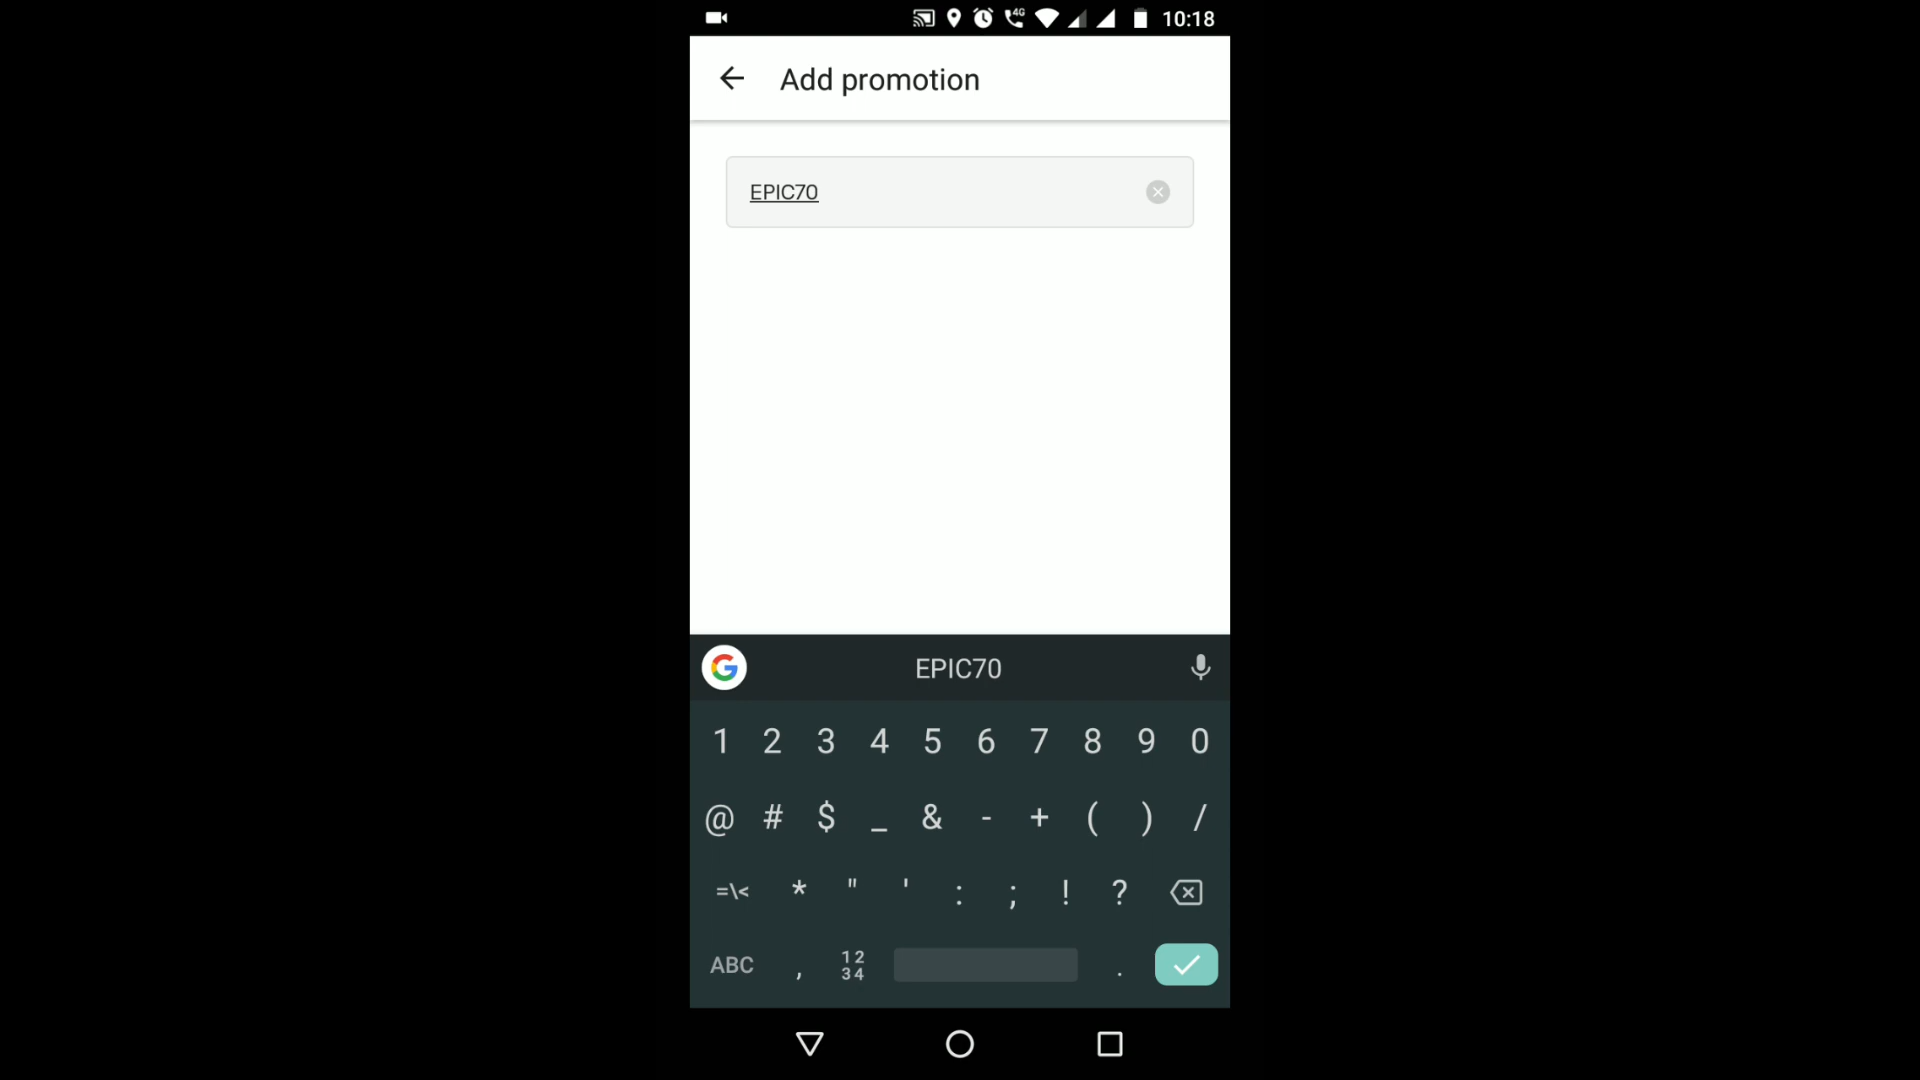 4G 10:18
Add promotion
EPIC70
EPIC70
1 2 3 4 5 6 7 8 9 0
@ # $ _ & - + ( ) /
=\< * " ' : ; ! ?
ABC , 12 34 .